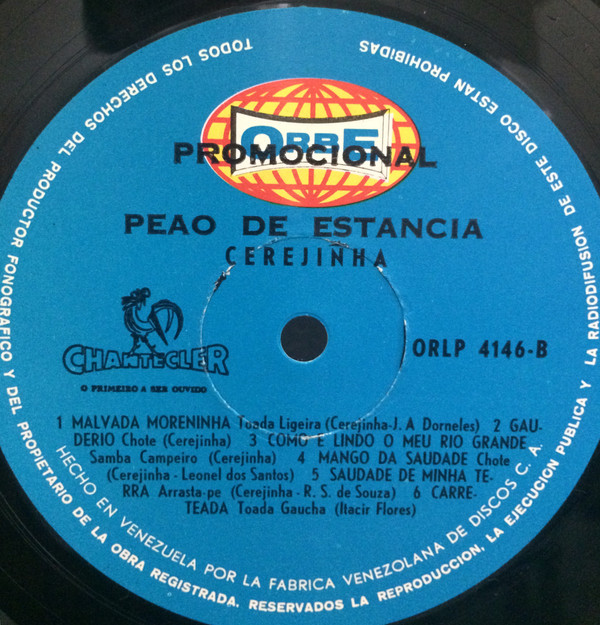 ORBE
PROMOCIONAL
PEAO DE ESTANCIA
CEREJINHA
CHANTECLER
O PRIMEIRO A SER OUVIDO
ORLP 4146-B
1 MALVADA MORENINHA Toada Ligeira (Cerejinha-J. A Dorneles) 2 GAU-
DERIO Chote (Cerejinha) 3 COMO E LINDO O MEU RIO GRANDE
Samba Campeiro (Cerejinha) 4 MANGO DA SAUDADE Chote
(Cerejinha - Leonel dos Santos) 5 SAUDADE DE MINHA TE-
RRA Arrasta-pe (Cerejinha - R. S. de Souza) 6 CARRE-
TEADA Toada Gaucha (Itacir Flores)
HECHO EN VENEZUELA POR LA FABRICA VENEZOLANA DE DISCOS C. A.
TODOS LOS DERECHOS DEL PRODUCTOR FONOGRAFICO Y DEL PROPIETARIO DE LA OBRA REGISTRADA. RESERVADOS LA REPRODUCCION, LA EJECUCION PUBLICA Y LA RADIODIFUSION DE ESTE DISCO ESTAN PROHIBiDAS